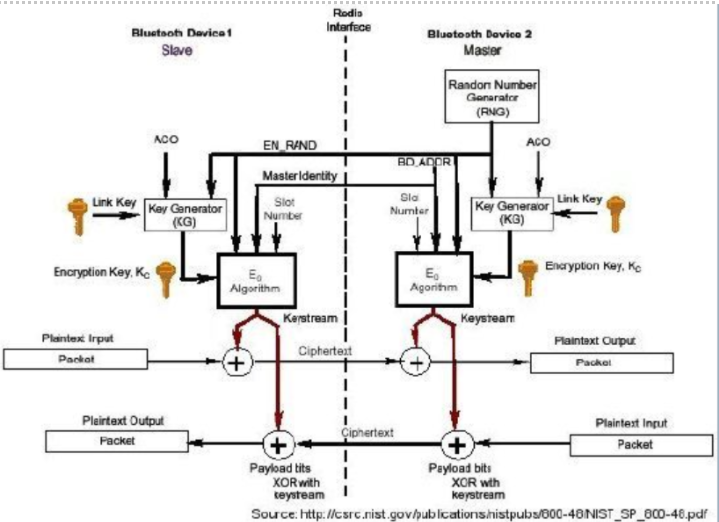 Radio
Interface
Bluetooth Device 1
Slave
Bluetooth Device 2
Master
Random Number
Generator
(RNG)
ACO
EN_RAND
ACO
BD_ADDR
Master Identity
Link Key
Key Generator
(KG)
Slot
Number
Slot
Number
Key Generator
(KG)
Link Key
Encryption Key, KC
E0
Algorithm
E0
Algorithm
Encryption Key, KC
Keystream
Keystream
Plaintext Input
Packet
+
Ciphertext
+
Plaintext Output
Packet
Plaintext Output
Packet
+
Ciphertext
+
Plaintext Input
Packet
Payload bits
XOR with
keystream
Payload bits
XOR with
keystream
Source: http://csrc.nist.gov/publications/nistpubs/800-48/NIST_SP_800-48.pdf